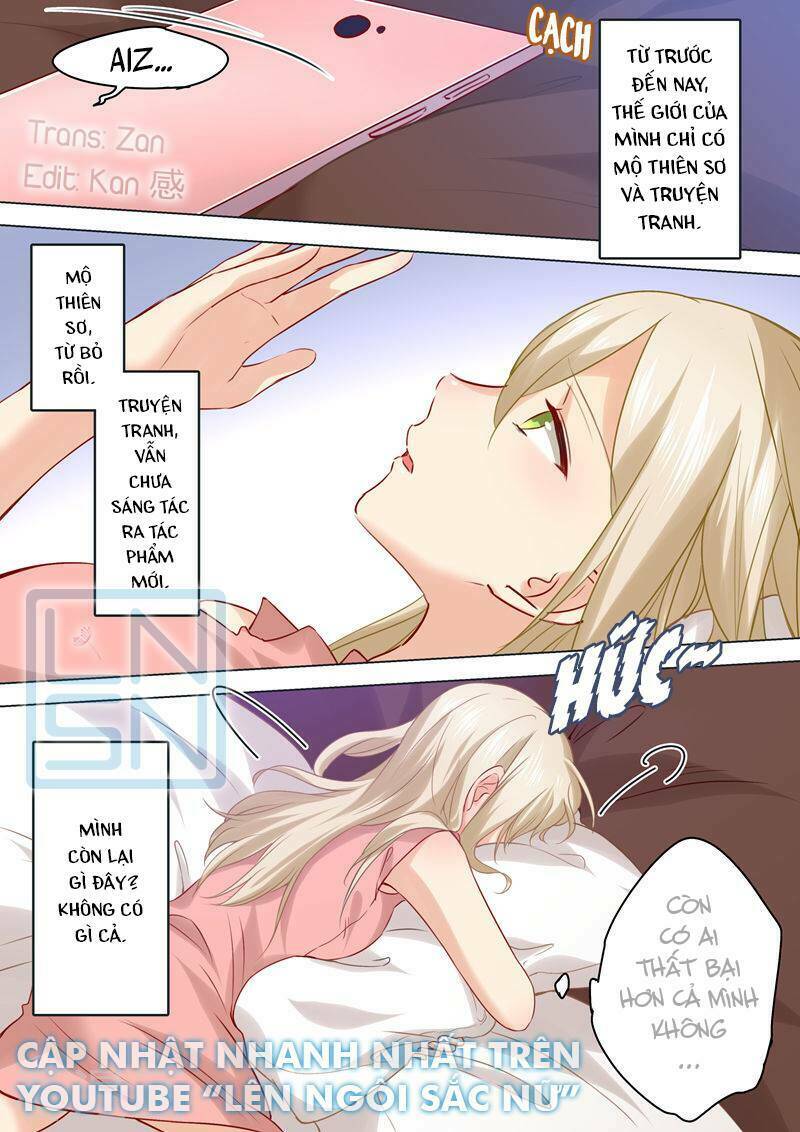 AIZ...
CẠCH
TỪ TRƯỚC
ĐẾN NAY,
THẾ GIỚI CỦA
MÌNH CHỈ CÓ
MỘ THIÊN SƠ
VÀ TRUYỆN
TRANH.
Trans: Zan
Edit: Kan 感
MỘ
THIÊN
SƠ,
TỪ BỎ
RỒI.
TRUYỆN
TRANH,
VẪN
CHƯA
SÁNG TÁC
RA TÁC
PHẨM
MỚI.
LN
SN
HỨC~
MÌNH
CÒN LẠI
GÌ ĐÂY?
KHÔNG CÓ
GÌ CẢ.
CÒN
CÓ AI
THẤT BẠI
HƠN CẢ MÌNH
KHÔNG
...
CẬP NHẬT NHANH NHẤT TRÊN
YOUTUBE “LÊN NGÔI SẮC NỮ”